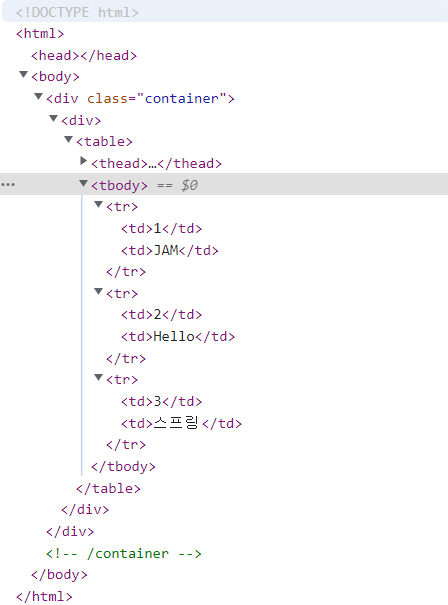 <!DOCTYPE html>
<html>
<head></head>
<body>
<div class="container">
<div>
<table>
<thead>…</thead>
<tbody> == $0
<tr>
<td>1</td>
<td>JAM</td>
</tr>
<tr>
<td>2</td>
<td>Hello</td>
</tr>
<tr>
<td>3</td>
<td>스프링</td>
</tr>
</tbody>
</table>
</div>
</div>
<!-- /container -->
</body>
</html>